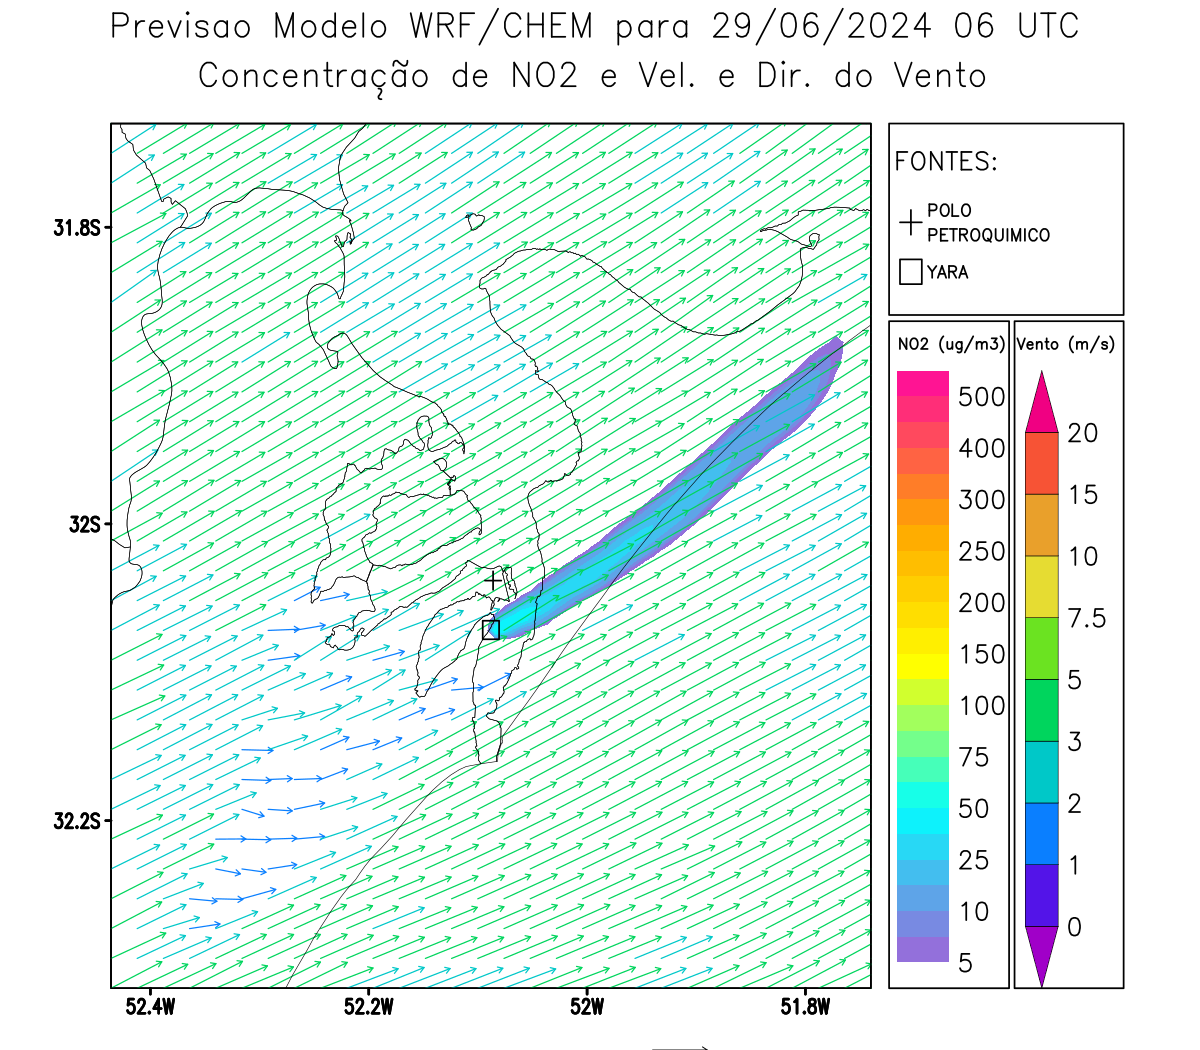 Previsao Modelo WRF/CHEM para 29/06/2024 06 UTC
Concentração de NO2 e Vel. e Dir. do Vento
FONTES:
POLO
PETROQUIMICO
YARA
NO2 (ug/m3)
500
400
300
250
200
150
100
75
50
25
10
5
Vento (m/s)
20
15
10
7.5
5
3
2
1
0
31.8S
32S
32.2S
52.4W
52.2W
52W
51.8W